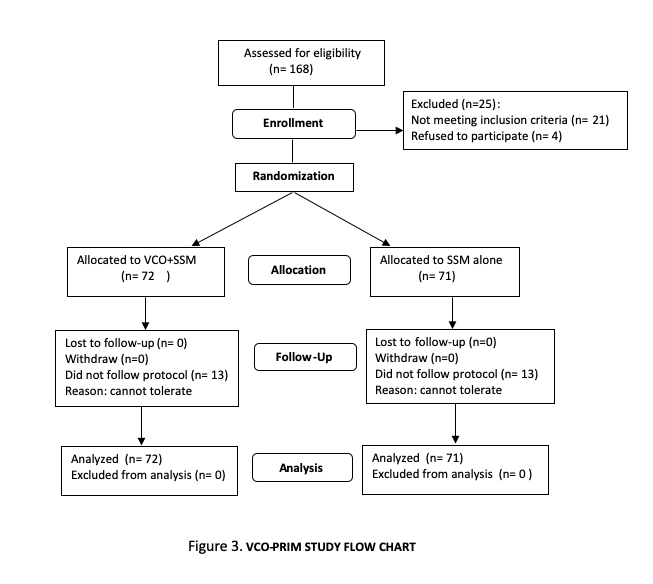 Assessed for eligibility
(n= 168)
Excluded (n=25):
Not meeting inclusion criteria (n= 21)
Refused to participate (n= 4)
Enrollment
Randomization
Allocated to VCO+SSM
(n= 72   )
Allocation
Allocated to SSM alone
(n= 71)
Lost to follow-up (n= 0)
Withdraw (n=0)
Did not follow protocol (n= 13)
Reason: cannot tolerate
Follow-Up
Lost to follow-up (n=0)
Withdraw (n=0)
Did not follow protocol (n= 13)
Reason: cannot tolerate
Analyzed  (n= 72)
Excluded from analysis (n= 0)
Analysis
Analyzed  (n= 71)
Excluded from analysis  (n= 0 )
Figure 3. VCO-PRIM STUDY FLOW CHART